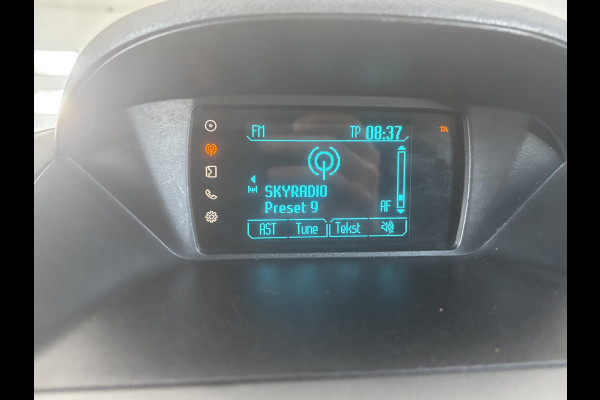 FM TP 08:37 TA
SKYRADIO
Preset 9 AF
AST Tune Tekst